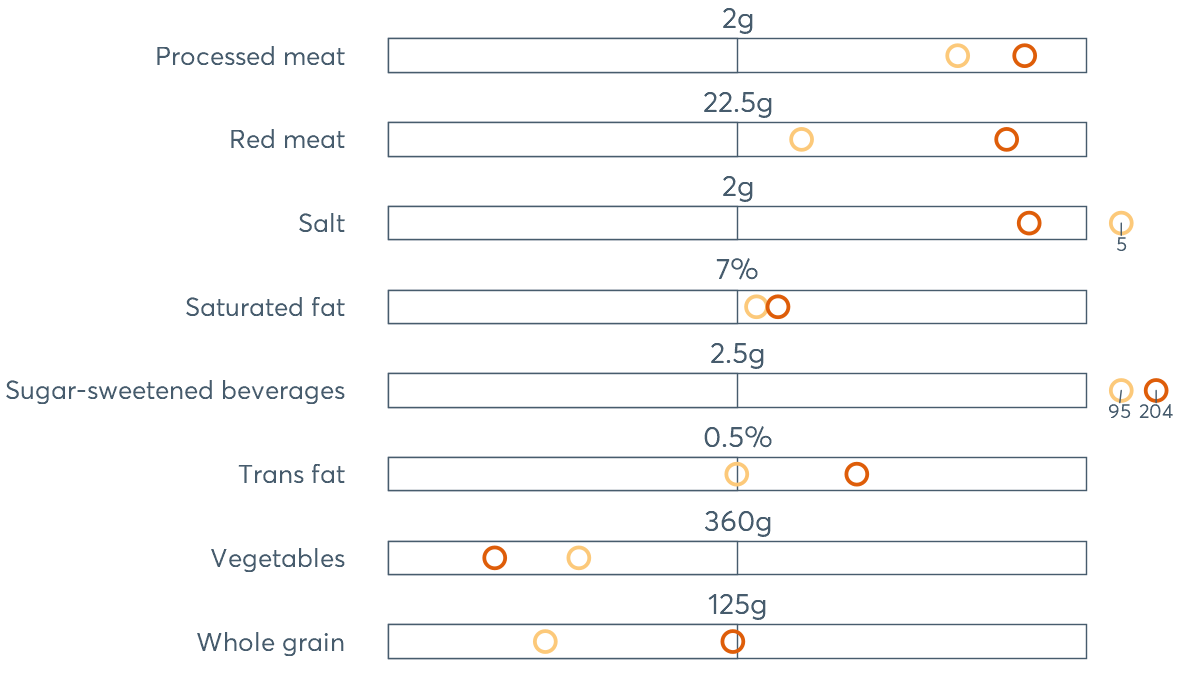 2g
Processed meat
22.5g
Red meat
2g
Salt
5
7%
Saturated fat
2.5g
Sugar-sweetened beverages
95 204
0.5%
Trans fat
360g
Vegetables
125g
Whole grain